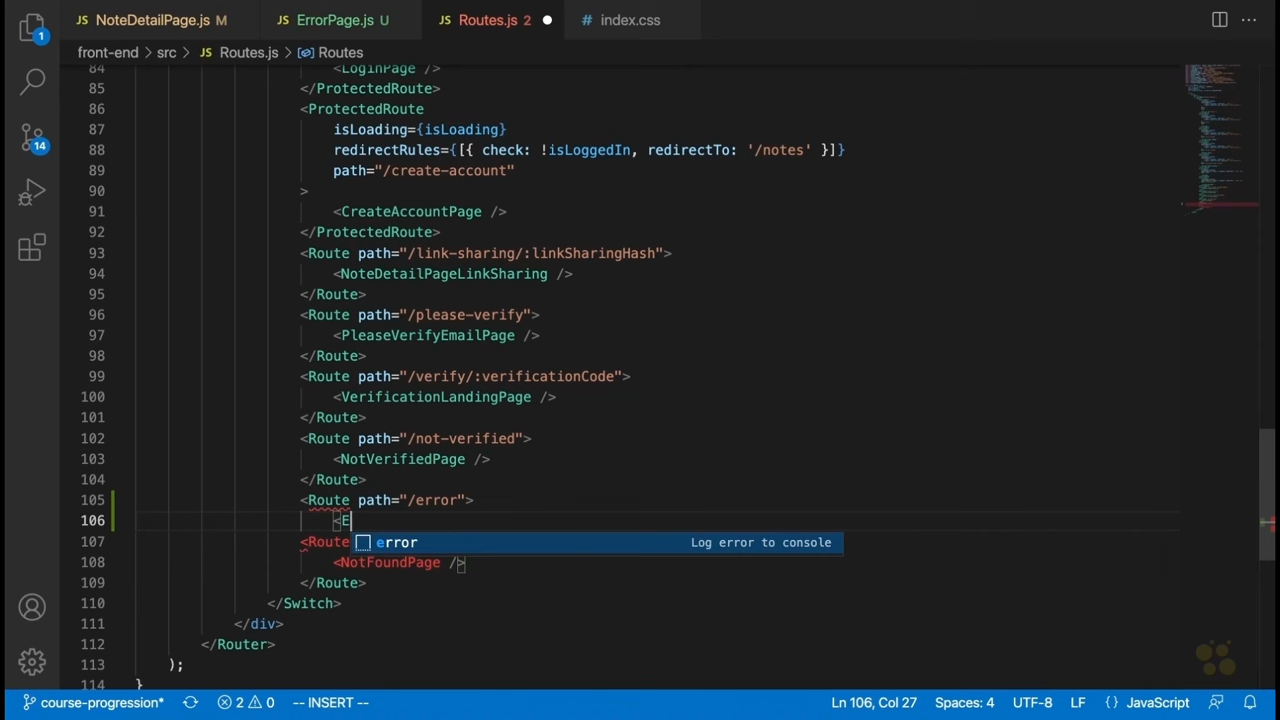 JS NoteDetailPage.js M JS ErrorPage.js U JS Routes.js 2 # index.css
front-end > src > JS Routes.js > Routes
84 <LoginPage />
85 </ProtectedRoute>
86 <ProtectedRoute
87 isLoading={isLoading}
88 redirectRules={[{ check: !isLoggedIn, redirectTo: '/notes' }]}
89 path="/create-account"
90 >
91 <CreateAccountPage />
92 </ProtectedRoute>
93 <Route path="/link-sharing/:linkSharingHash">
94 <NoteDetailPageLinkSharing />
95 </Route>
96 <Route path="/please-verify">
97 <PleaseVerifyEmailPage />
98 </Route>
99 <Route path="/verify/:verificationCode">
100 <VerificationLandingPage />
101 </Route>
102 <Route path="/not-verified">
103 <NotVerifiedPage />
104 </Route>
105 <Route path="/error">
106 <E
107 <Route error Log error to console
108 <NotFoundPage />
109 </Route>
110 </Switch>
111 </div>
112 </Router>
113 );
114 }
1
14
course-progression* 2 0 -- INSERT -- Ln 106, Col 27 Spaces: 4 UTF-8 LF {} JavaScript